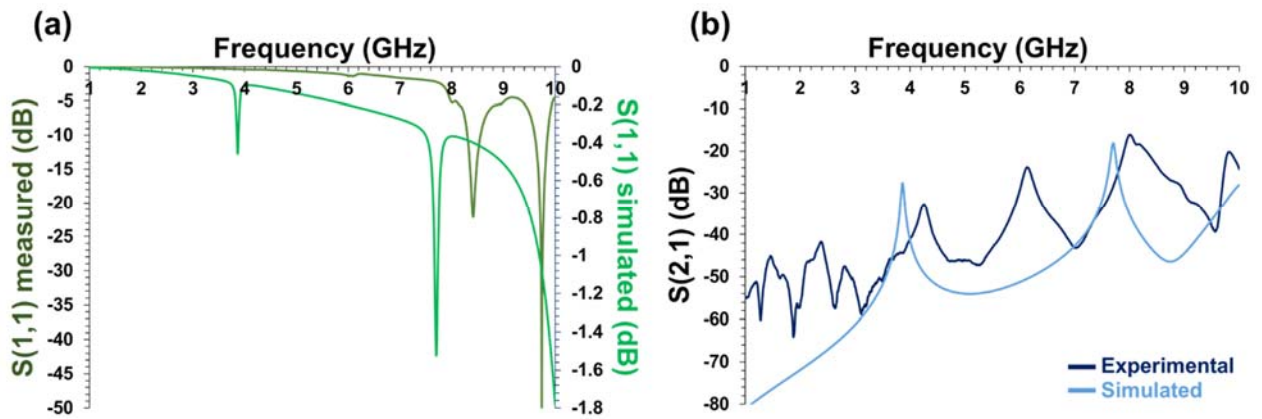 (a)
Frequency (GHz)
0
-5
-10
-15
-20
-25
-30
-35
-40
-45
-50
1 2 3 4 5 6 7 8 9 10
S(1,1) measured (dB)
0
-0.2
-0.4
-0.6
-0.8
-1
-1.2
-1.4
-1.6
-1.8
S(1,1) simulated (dB)
(b)
Frequency (GHz)
0
-10
-20
-30
-40
-50
-60
-70
-80
1 2 3 4 5 6 7 8 9 10
S(2,1) (dB)
Experimental
Simulated